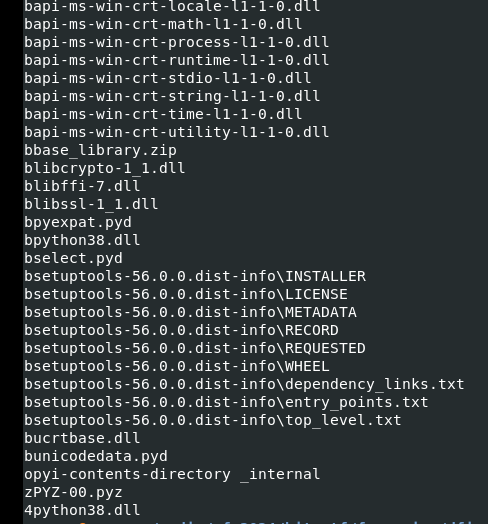 bapi-ms-win-crt-locale-l1-1-0.dll
bapi-ms-win-crt-math-l1-1-0.dll
bapi-ms-win-crt-process-l1-1-0.dll
bapi-ms-win-crt-runtime-l1-1-0.dll
bapi-ms-win-crt-stdio-l1-1-0.dll
bapi-ms-win-crt-string-l1-1-0.dll
bapi-ms-win-crt-time-l1-1-0.dll
bapi-ms-win-crt-utility-l1-1-0.dll
bbase_library.zip
blibcrypto-1_1.dll
blibffi-7.dll
blibssl-1_1.dll
bpyexpat.pyd
bpython38.dll
bselect.pyd
bsetuptools-56.0.0.dist-info\INSTALLER
bsetuptools-56.0.0.dist-info\LICENSE
bsetuptools-56.0.0.dist-info\METADATA
bsetuptools-56.0.0.dist-info\RECORD
bsetuptools-56.0.0.dist-info\REQUESTED
bsetuptools-56.0.0.dist-info\WHEEL
bsetuptools-56.0.0.dist-info\dependency_links.txt
bsetuptools-56.0.0.dist-info\entry_points.txt
bsetuptools-56.0.0.dist-info\top_level.txt
bucrtbase.dll
bunicodedata.pyd
opyi-contents-directory _internal
zPYZ-00.pyz
4python38.dll